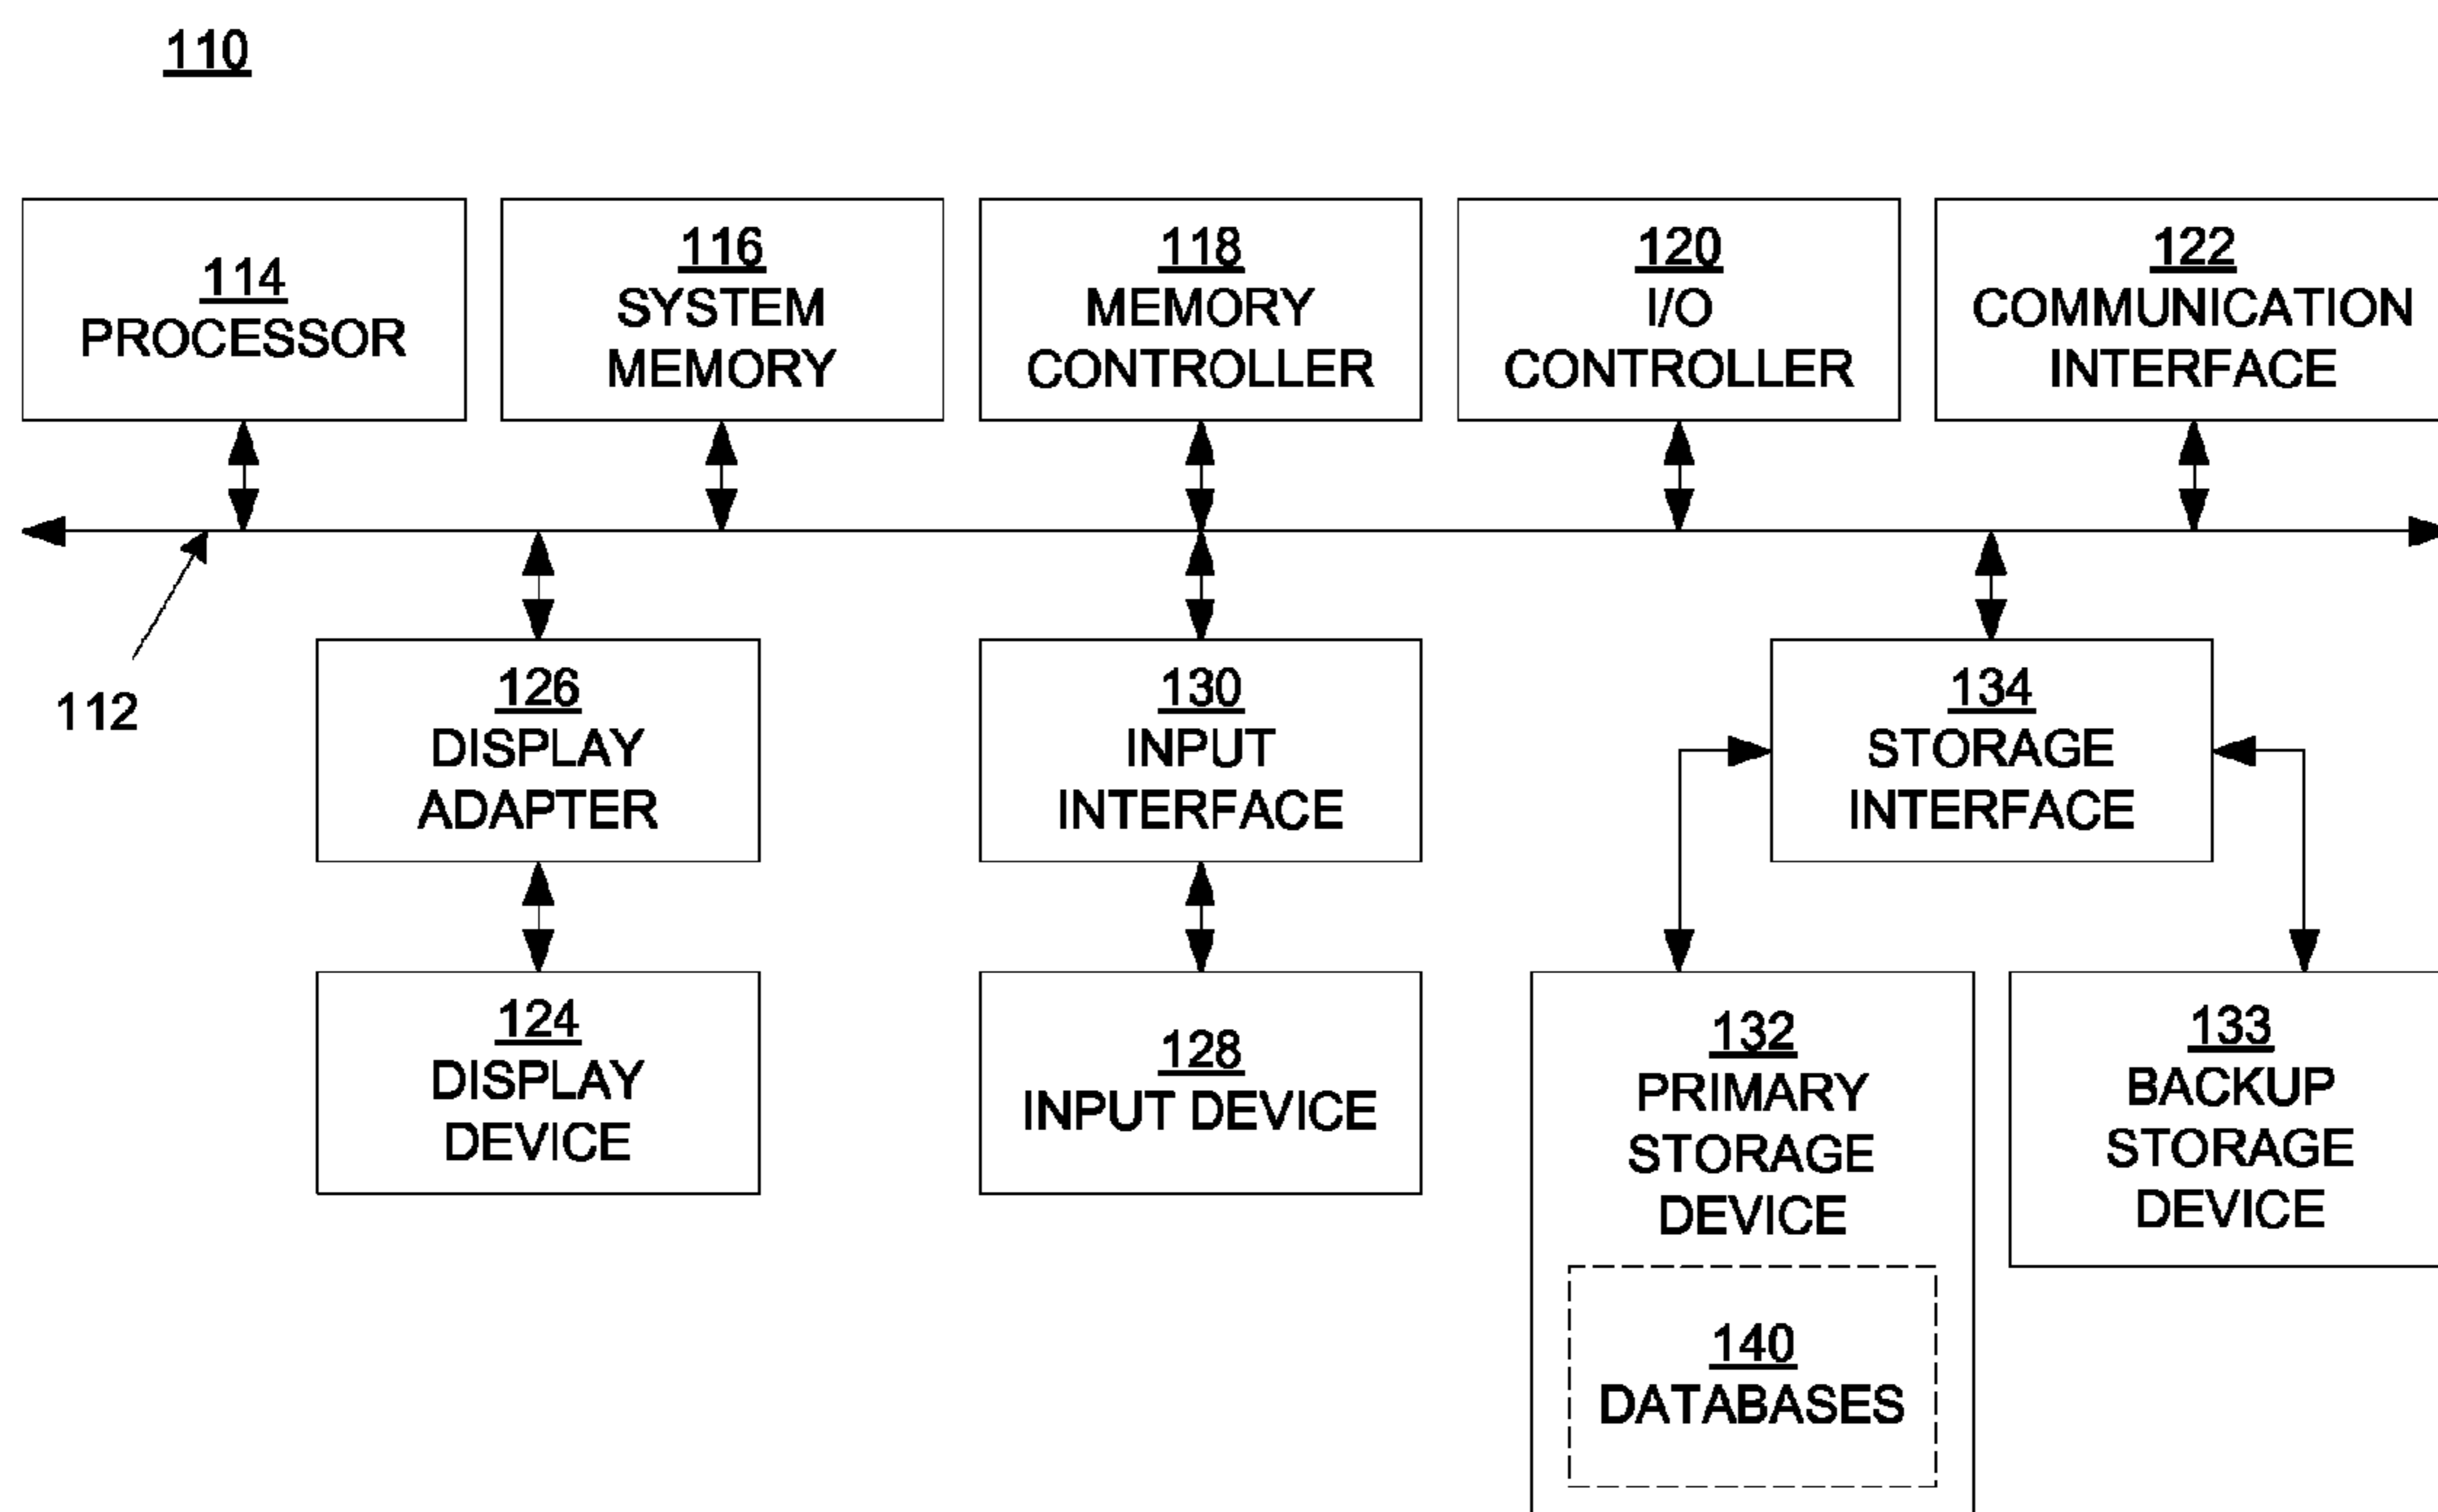 110
114
PROCESSOR
116
SYSTEM
MEMORY
118
MEMORY
CONTROLLER
120
I/O
CONTROLLER
122
COMMUNICATION
INTERFACE
112
126
DISPLAY
ADAPTER
130
INPUT
INTERFACE
134
STORAGE
INTERFACE
124
DISPLAY
DEVICE
128
INPUT DEVICE
132
PRIMARY
STORAGE
DEVICE
133
BACKUP
STORAGE
DEVICE
140
DATABASES